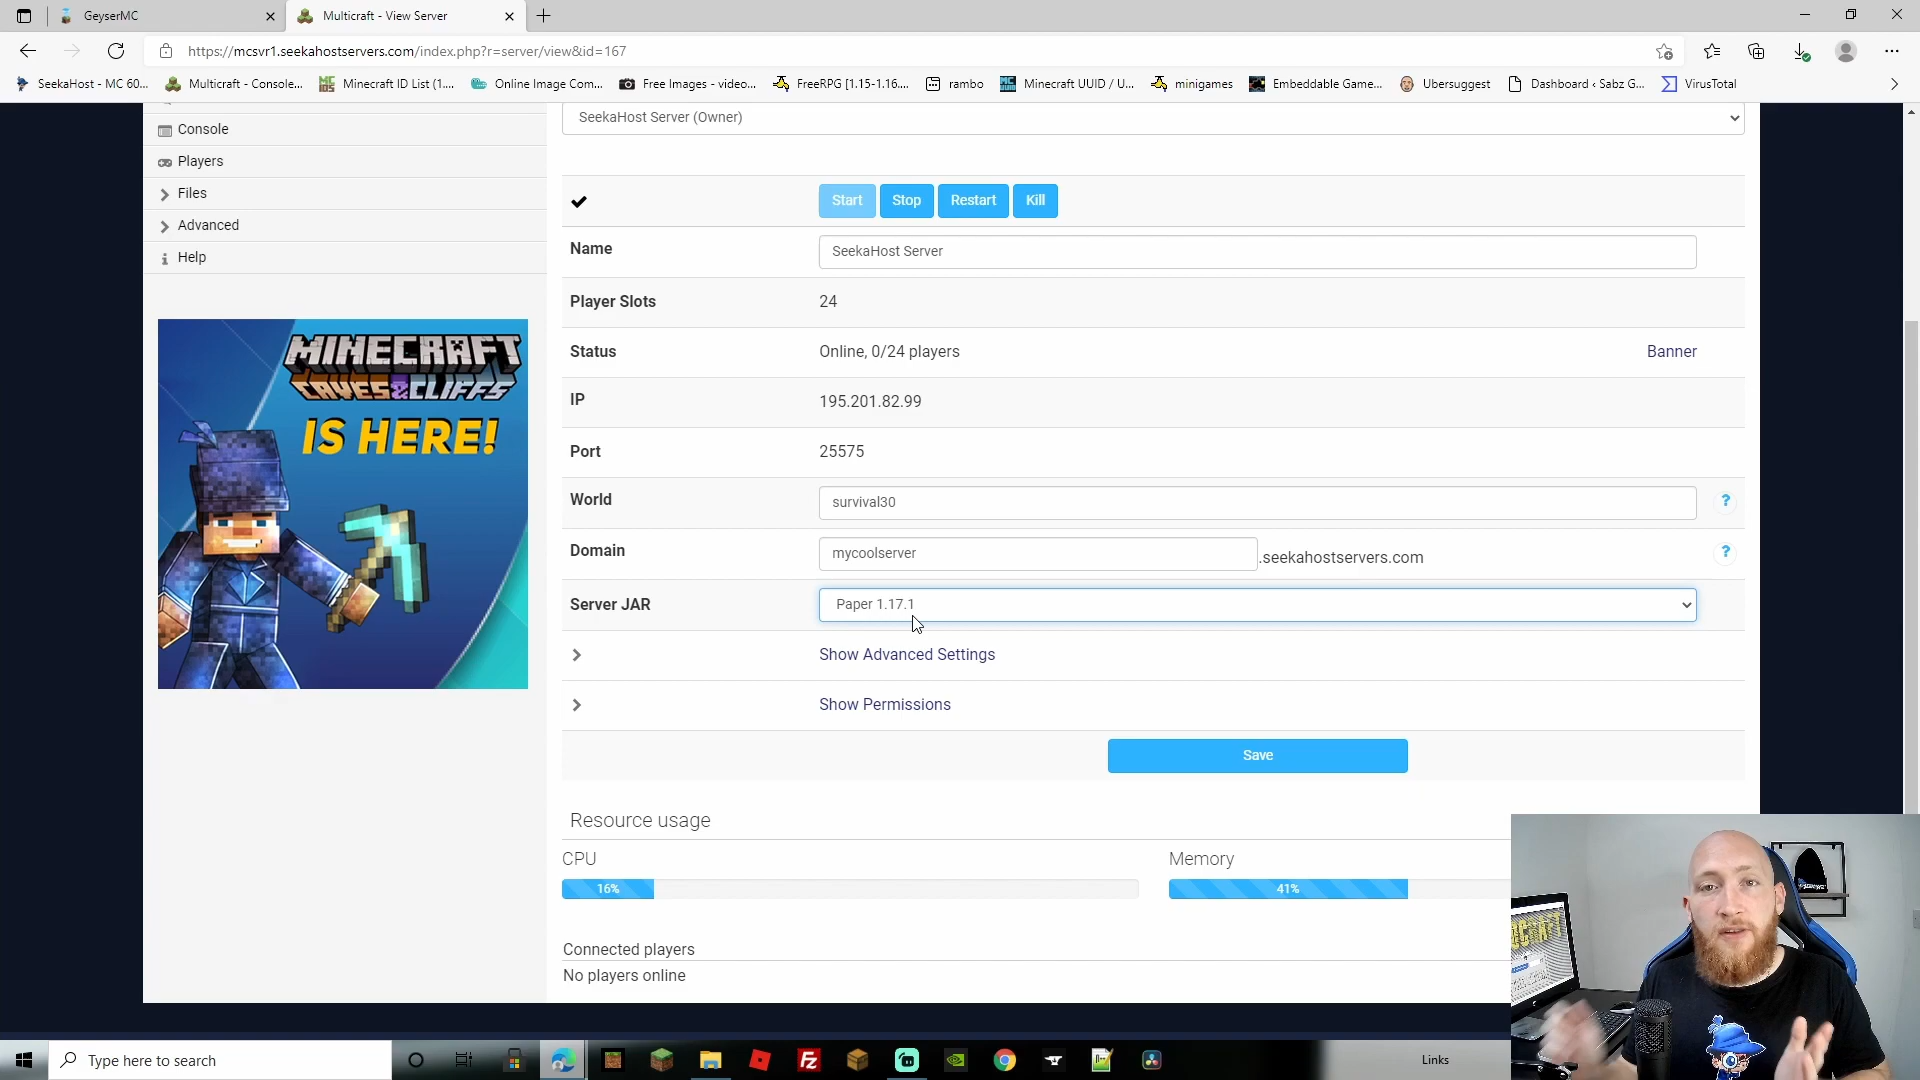 GeyserMC
Multicraft - View Server
https://mcsvr1.seekahostservers.com/index.php?r=server/view&id=167
SeekaHost - MC 60...
Multicraft - Console...
Minecraft ID List (1....
Online Image Com...
Free Images - video...
FreeRPG [1.15-1.16....
rambo
Minecraft UUID / U...
minigames
Embeddable Game...
Ubersuggest
Dashboard ‹ Sabz G...
VirusTotal
SeekaHost Server (Owner)
Console
Players
Files
Advanced
Help
MINECRAFT
CAVES & CLIFFS
IS HERE!
Start
Stop
Restart
Kill
Name
SeekaHost Server
Player Slots
24
Status
Online, 0/24 players
Banner
IP
195.201.82.99
Port
25575
World
survival30
?
Domain
mycoolserver
.seekahostservers.com
?
Server JAR
Paper 1.17.1
Show Advanced Settings
Show Permissions
Save
Resource usage
CPU
16%
Memory
41%
Connected players
No players online
Type here to search
Links